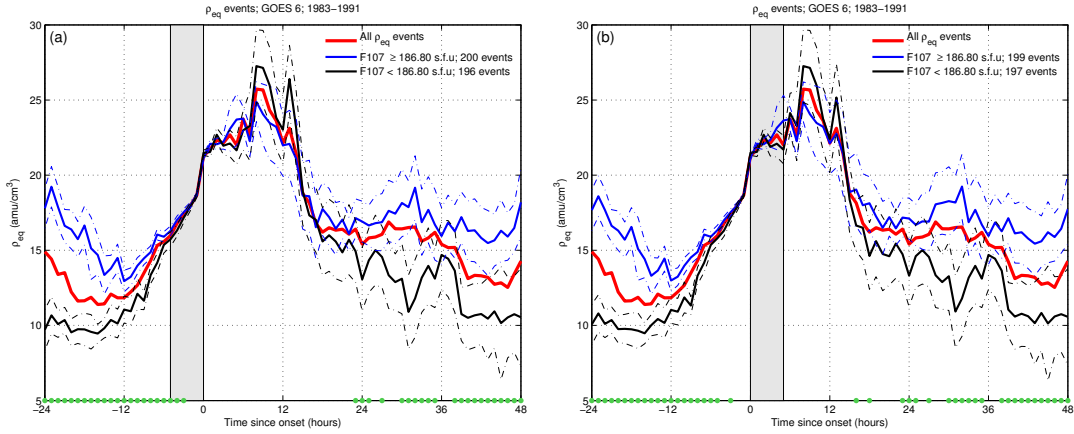 ρeq events; GOES 6; 1983−1991
(a)
All ρeq events
F107 ≥ 186.80 s.f.u; 200 events
F107 < 186.80 s.f.u; 196 events
30
25
20
15
10
5
ρeq (amu/cm³)
−24 −12 0 12 24 36 48
Time since onset (hours)
ρeq events; GOES 6; 1983−1991
(b)
All ρeq events
F107 ≥ 186.80 s.f.u; 199 events
F107 < 186.80 s.f.u; 197 events
30
25
20
15
10
5
ρeq (amu/cm³)
−24 −12 0 12 24 36 48
Time since onset (hours)